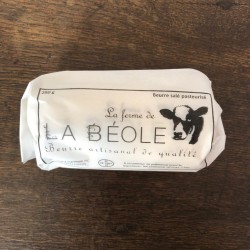 250 g Beurre salé pasteurisé
La ferme de
LA BÉOLE
Beurre artisanal de qualité